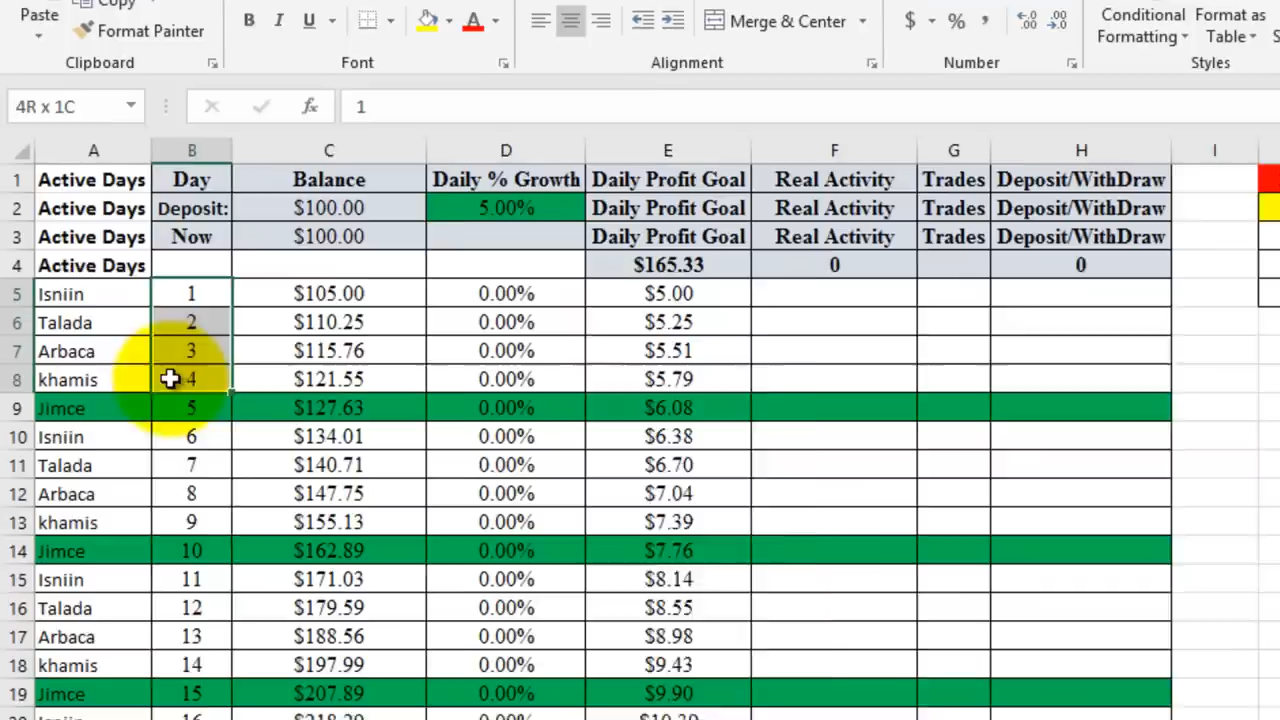 Copy
Paste
Format Painter
Clipboard
B I U
A
Font
Merge & Center
Alignment
$ % ,
.0 .00
.00 .0
Number
Conditional Formatting
Format as Table
Styles
4R x 1C
fx
1
A B C D E F G H I
1 Active Days Day Balance Daily % Growth Daily Profit Goal Real Activity Trades Deposit/WithDraw
2 Active Days Deposit: $100.00 5.00% Daily Profit Goal Real Activity Trades Deposit/WithDraw
3 Active Days Now $100.00 Daily Profit Goal Real Activity Trades Deposit/WithDraw
4 Active Days $165.33 0 0
5 Isniin 1 $105.00 0.00% $5.00
6 Talada 2 $110.25 0.00% $5.25
7 Arbaca 3 $115.76 0.00% $5.51
8 khamis 4 $121.55 0.00% $5.79
9 Jimce 5 $127.63 0.00% $6.08
10 Isniin 6 $134.01 0.00% $6.38
11 Talada 7 $140.71 0.00% $6.70
12 Arbaca 8 $147.75 0.00% $7.04
13 khamis 9 $155.13 0.00% $7.39
14 Jimce 10 $162.89 0.00% $7.76
15 Isniin 11 $171.03 0.00% $8.14
16 Talada 12 $179.59 0.00% $8.55
17 Arbaca 13 $188.56 0.00% $8.98
18 khamis 14 $197.99 0.00% $9.43
19 Jimce 15 $207.89 0.00% $9.90